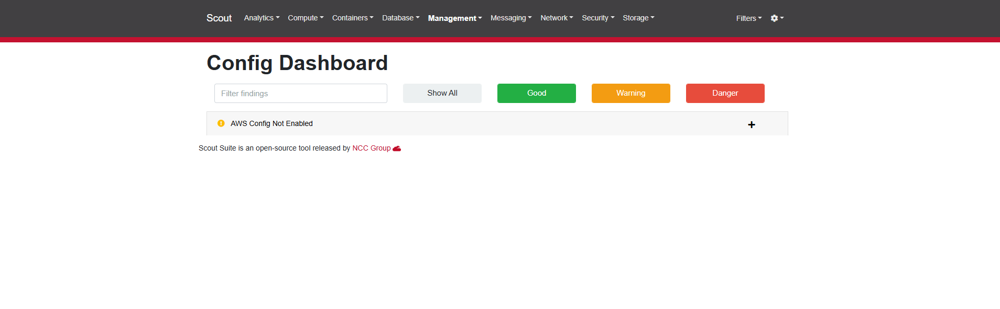 Scout Analytics Compute Containers Database Management Messaging Network Security Storage Filters
Config Dashboard
Filter findings Show All Good Warning Danger
AWS Config Not Enabled
Scout Suite is an open-source tool released by NCC Group